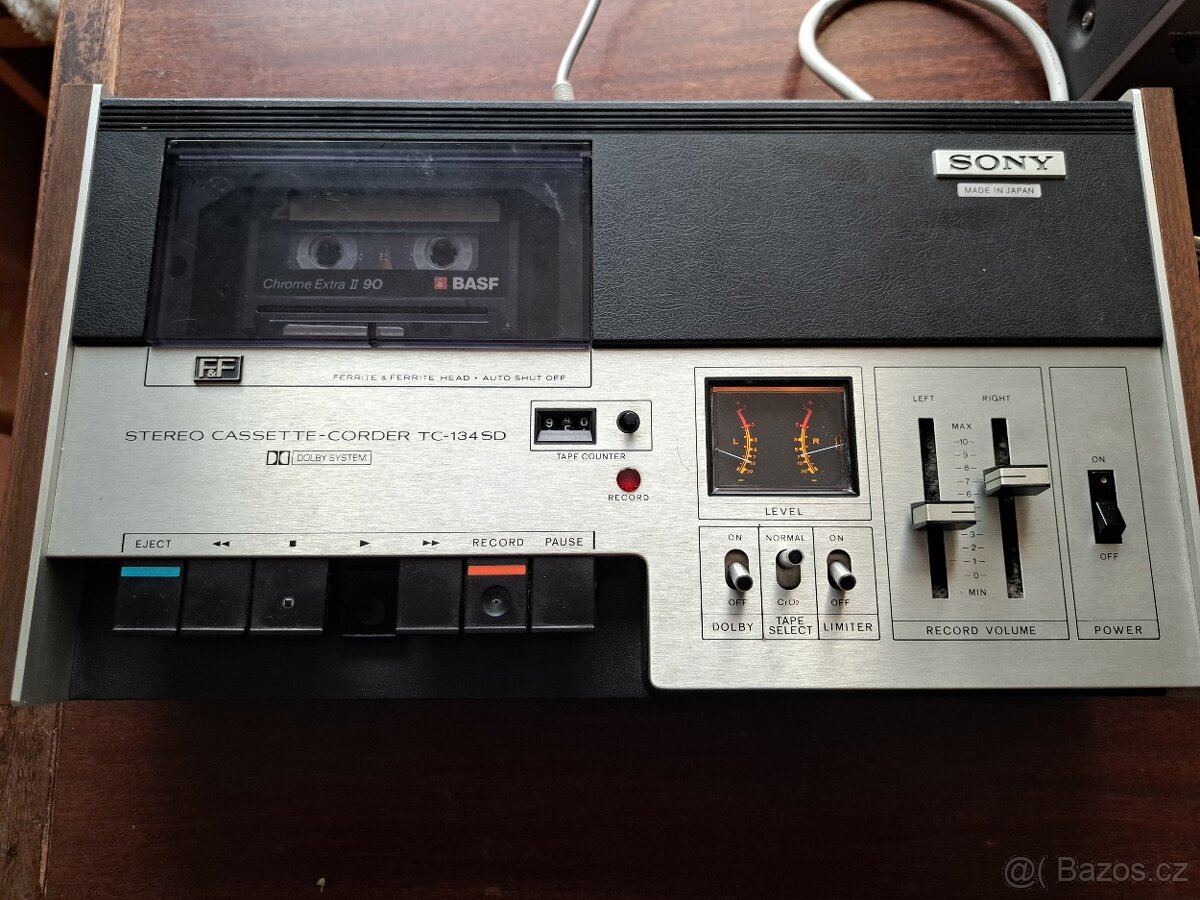 SONY
MADE IN JAPAN
Chrome Extra II 90 BASF
F&F
FERRITE & FERRITE HEAD • AUTO SHUT OFF
STEREO CASSETTE-CORDER TC-134SD
DOLBY SYSTEM
TAPE COUNTER
RECORD
L R
LEVEL
LEFT RIGHT
MAX
-10-
-9-
-8-
-7-
-6-
-3-
-2-
-1-
-0-
MIN
RECORD VOLUME
ON
OFF
POWER
EJECT ◀◀ ■ ▶ ▶▶ RECORD PAUSE
ON NORMAL ON
OFF CrO2 OFF
DOLBY TAPE SELECT LIMITER
@( Bazos.cz